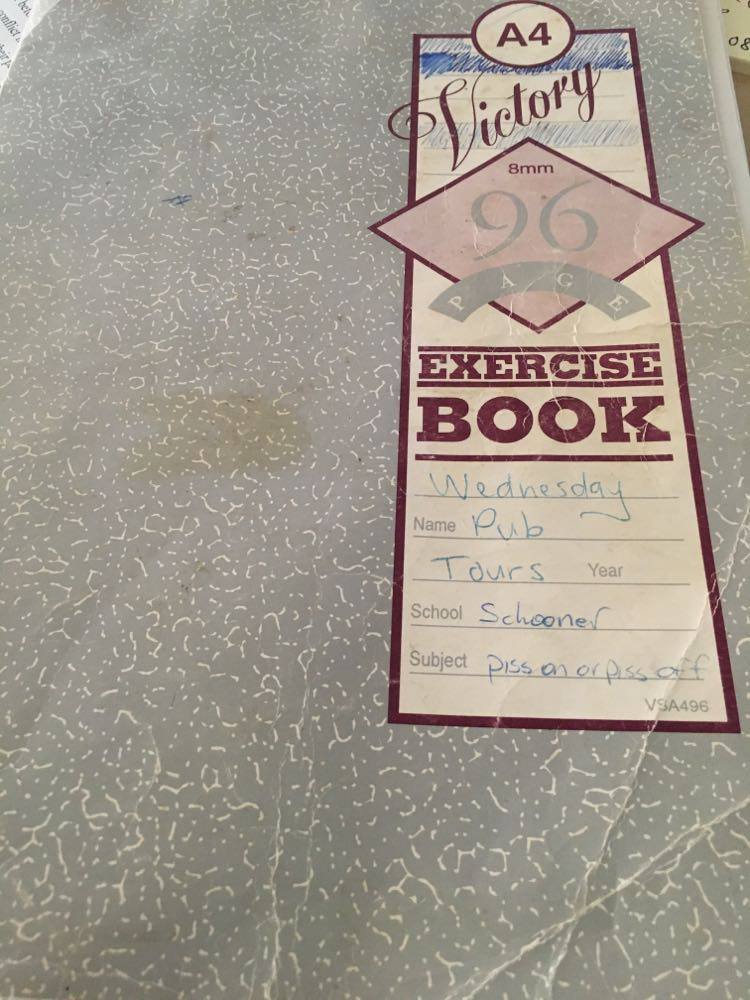 A4
Victory
8mm
96
PAGE
EXERCISE
BOOK
Wednesday
Name Pub
Tours Year
School Schooner
Subject piss on or piss off
VSA496